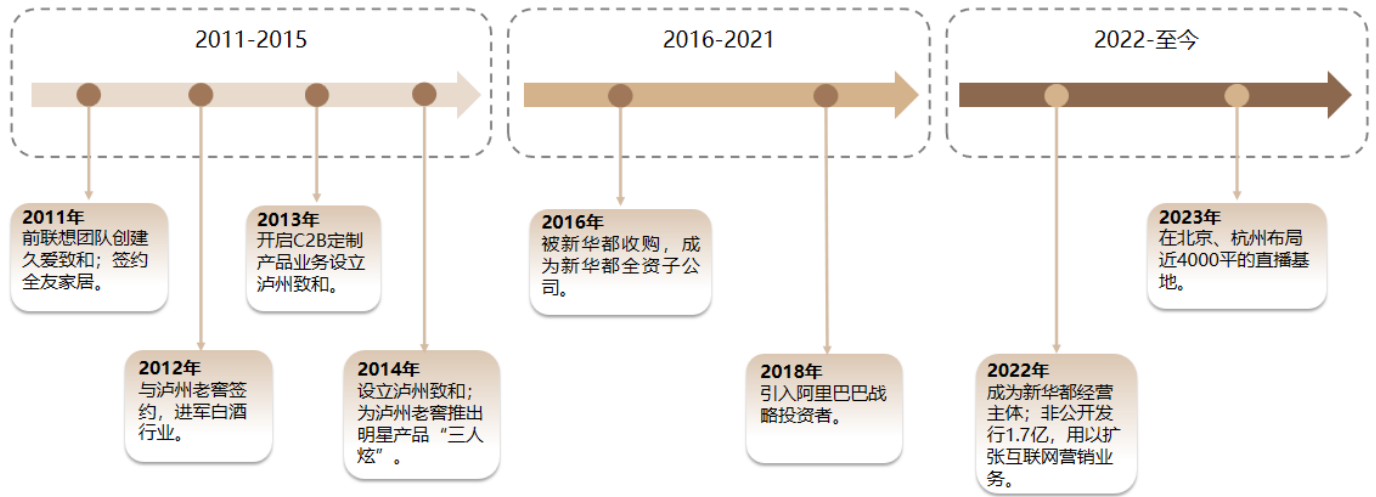 2011-2015
2016-2021
2022-至今
2011年
前联想团队创建
久爱致和；签约
全友家居。
2012年
与泸州老窖签
约，进军白酒
行业。
2013年
开启C2B定制
产品业务设立
泸州致和。
2014年
设立泸州致和；
为泸州老窖推出
明星产品“三人
炫”。
2016年
被新华都收购，成
为新华都全资子公
司。
2018年
引入阿里巴巴战
略投资者。
2022年
成为新华都经营
主体；非公开发
行1.7亿，用以扩
张互联网营销业
务。
2023年
在北京、杭州布局
近4000平的直播基
地。